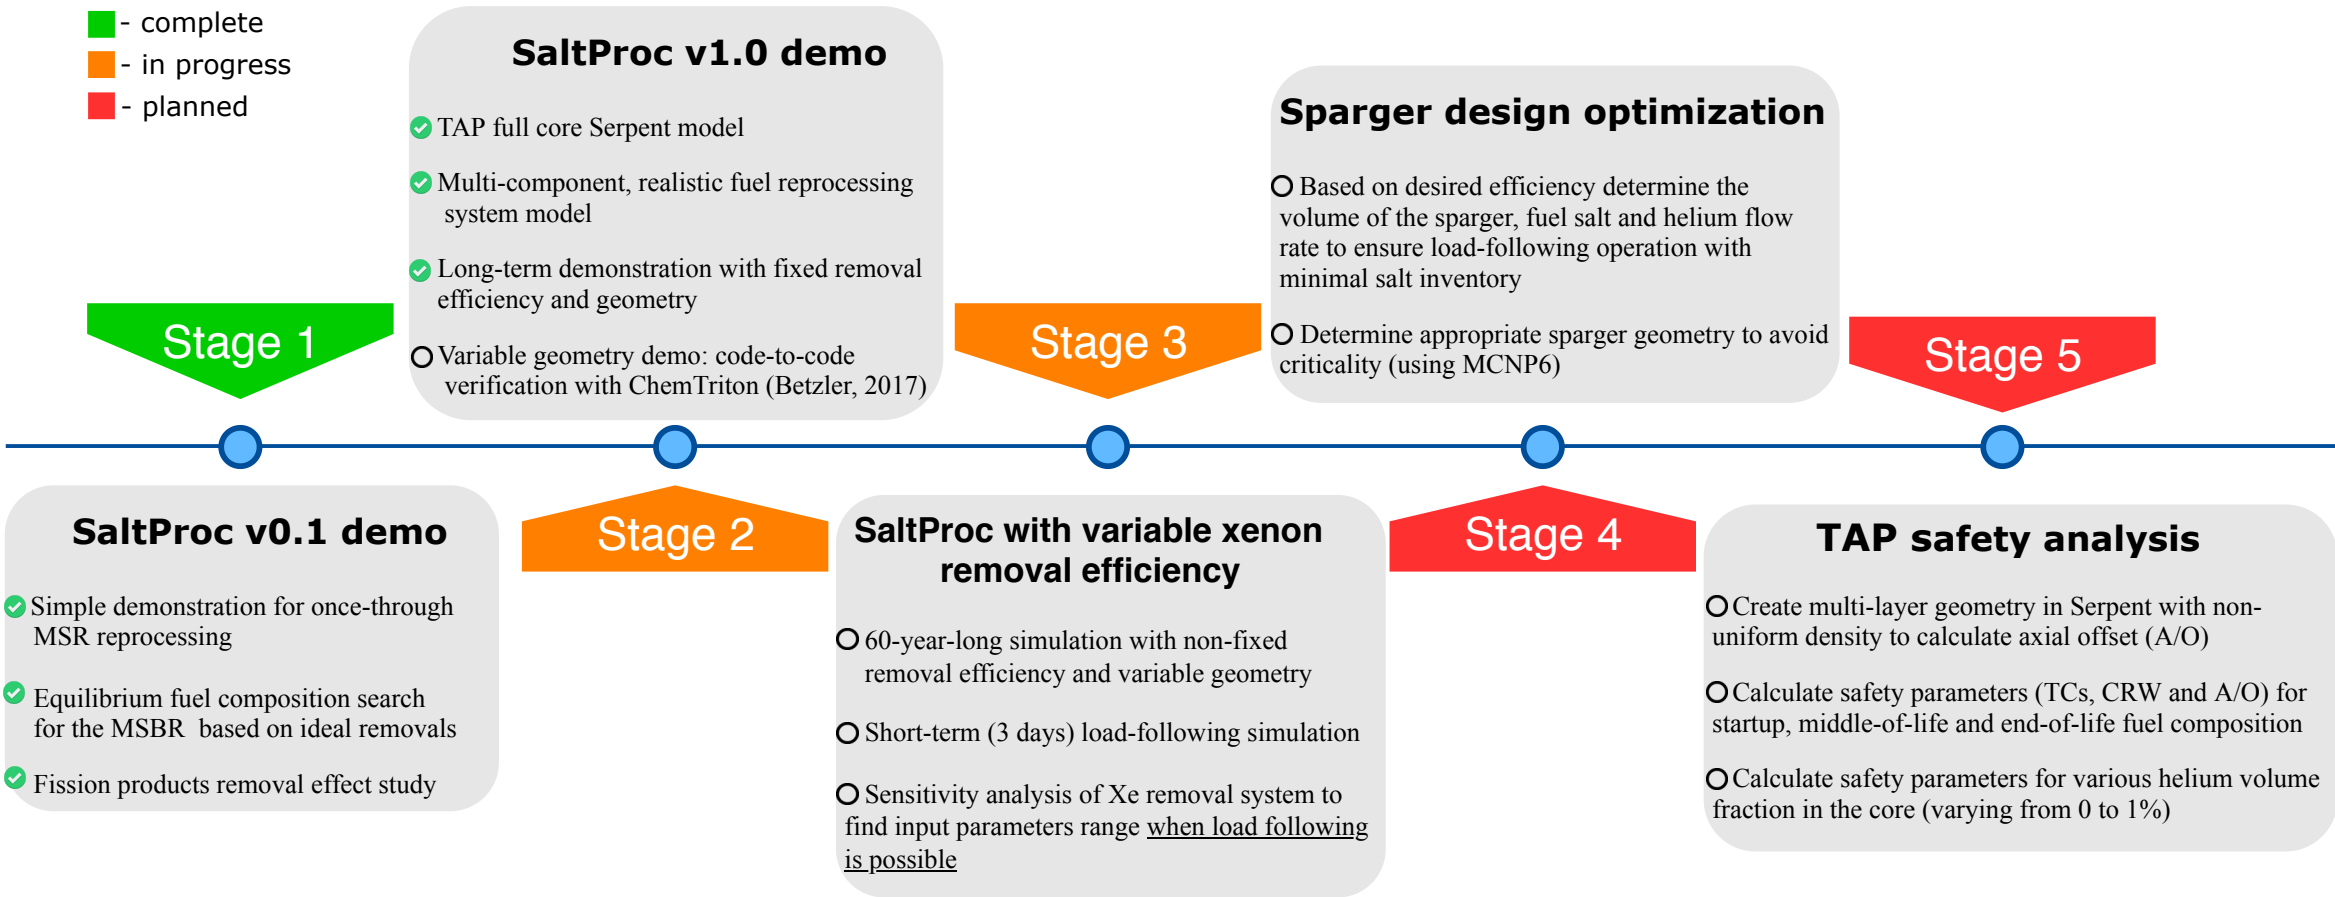 - complete
- in progress
- planned
SaltProc v1.0 demo
TAP full core Serpent model
Multi-component, realistic fuel reprocessing
system model
Long-term demonstration with fixed removal
efficiency and geometry
Variable geometry demo: code-to-code
verification with ChemTriton (Betzler, 2017)
Sparger design optimization
Based on desired efficiency determine the
volume of the sparger, fuel salt and helium flow
rate to ensure load-following operation with
minimal salt inventory
Determine appropriate sparger geometry to avoid
criticality (using MCNP6)
Stage 1
Stage 3
Stage 5
Stage 2
Stage 4
SaltProc v0.1 demo
Simple demonstration for once-through
MSR reprocessing
Equilibrium fuel composition search
for the MSBR based on ideal removals
Fission products removal effect study
SaltProc with variable xenon
removal efficiency
60-year-long simulation with non-fixed
removal efficiency and variable geometry
Short-term (3 days) load-following simulation
Sensitivity analysis of Xe removal system to
find input parameters range when load following
is possible
TAP safety analysis
Create multi-layer geometry in Serpent with non-
uniform density to calculate axial offset (A/O)
Calculate safety parameters (TCs, CRW and A/O) for
startup, middle-of-life and end-of-life fuel composition
Calculate safety parameters for various helium volume
fraction in the core (varying from 0 to 1%)